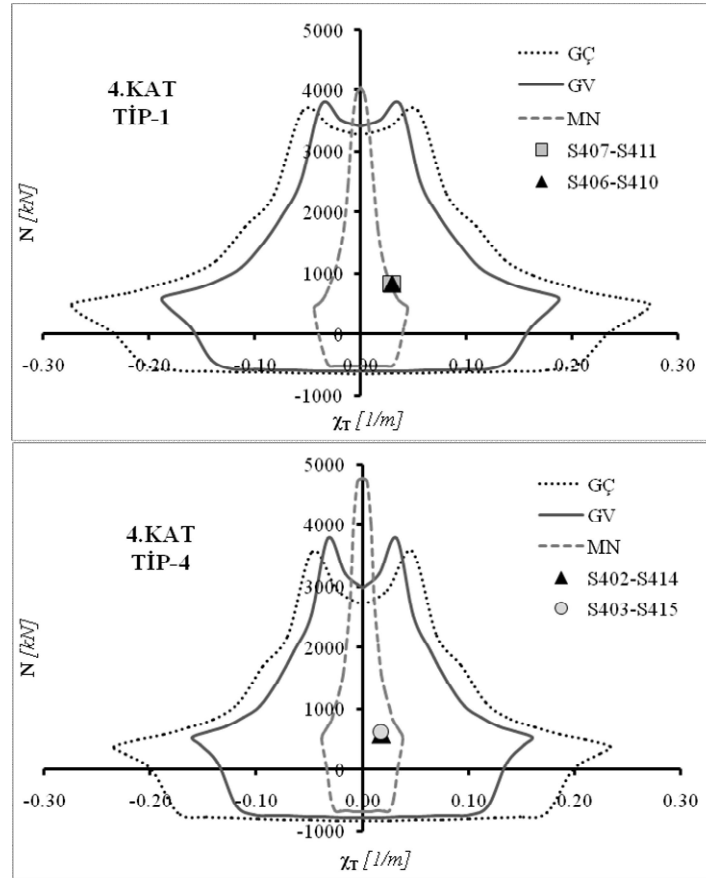 5000
4000
3000
2000
1000
0
-1000
-0.30
-0.20
-0.10
0.00
0.10
0.20
0.30
N [kN]
χT [1/m]
4.KAT
TİP-1
GÇ
GV
MN
S407-S411
S406-S410
5000
4000
3000
2000
1000
0
-1000
-0.30
-0.20
-0.10
0.00
0.10
0.20
0.30
N [kN]
χT [1/m]
4.KAT
TİP-4
GÇ
GV
MN
S402-S414
S403-S415